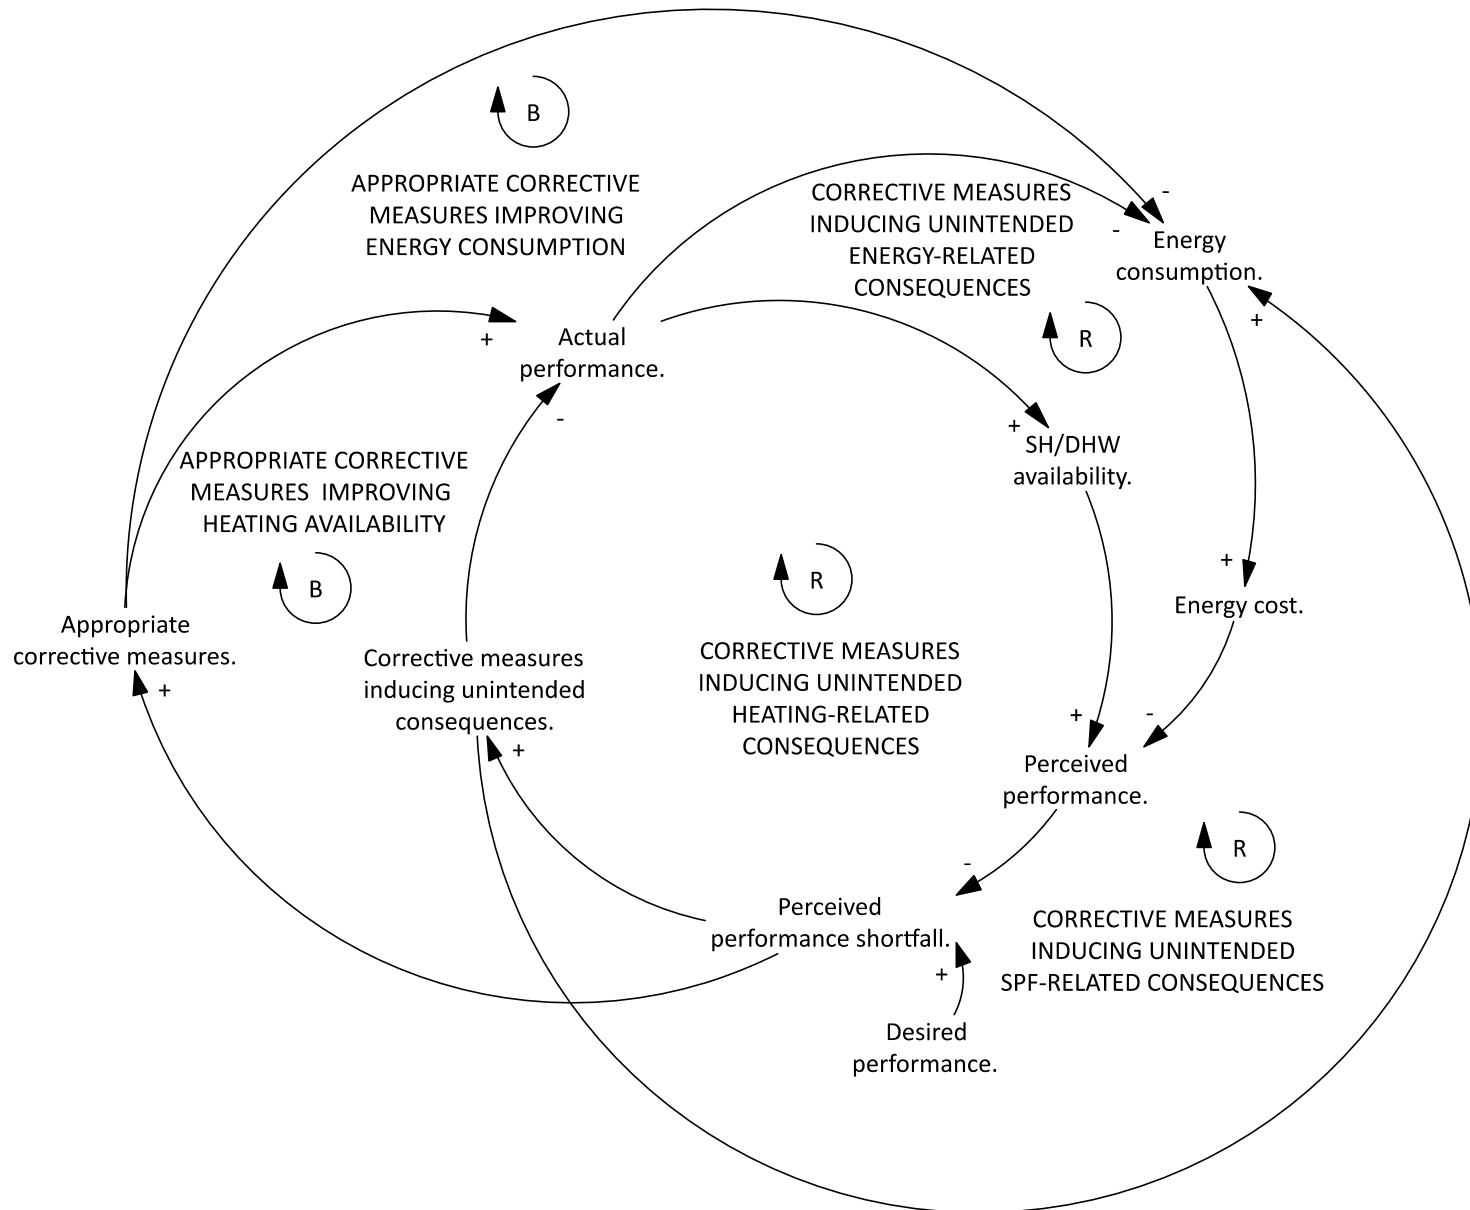 B
APPROPRIATE CORRECTIVE
MEASURES IMPROVING
ENERGY CONSUMPTION
CORRECTIVE MEASURES
INDUCING UNINTENDED
ENERGY-RELATED
CONSEQUENCES
R
-
-
Energy
consumption.
+
+
Actual
performance.
-
+
SH/DHW
availability.
APPROPRIATE CORRECTIVE
MEASURES IMPROVING
HEATING AVAILABILITY
B
R
+
Energy cost.
Appropriate
corrective measures.
+
Corrective measures
inducing unintended
consequences.
+
CORRECTIVE MEASURES
INDUCING UNINTENDED
HEATING-RELATED
CONSEQUENCES
+
-
Perceived
performance.
R
-
Perceived
performance shortfall.
+
CORRECTIVE MEASURES
INDUCING UNINTENDED
SPF-RELATED CONSEQUENCES
Desired
performance.